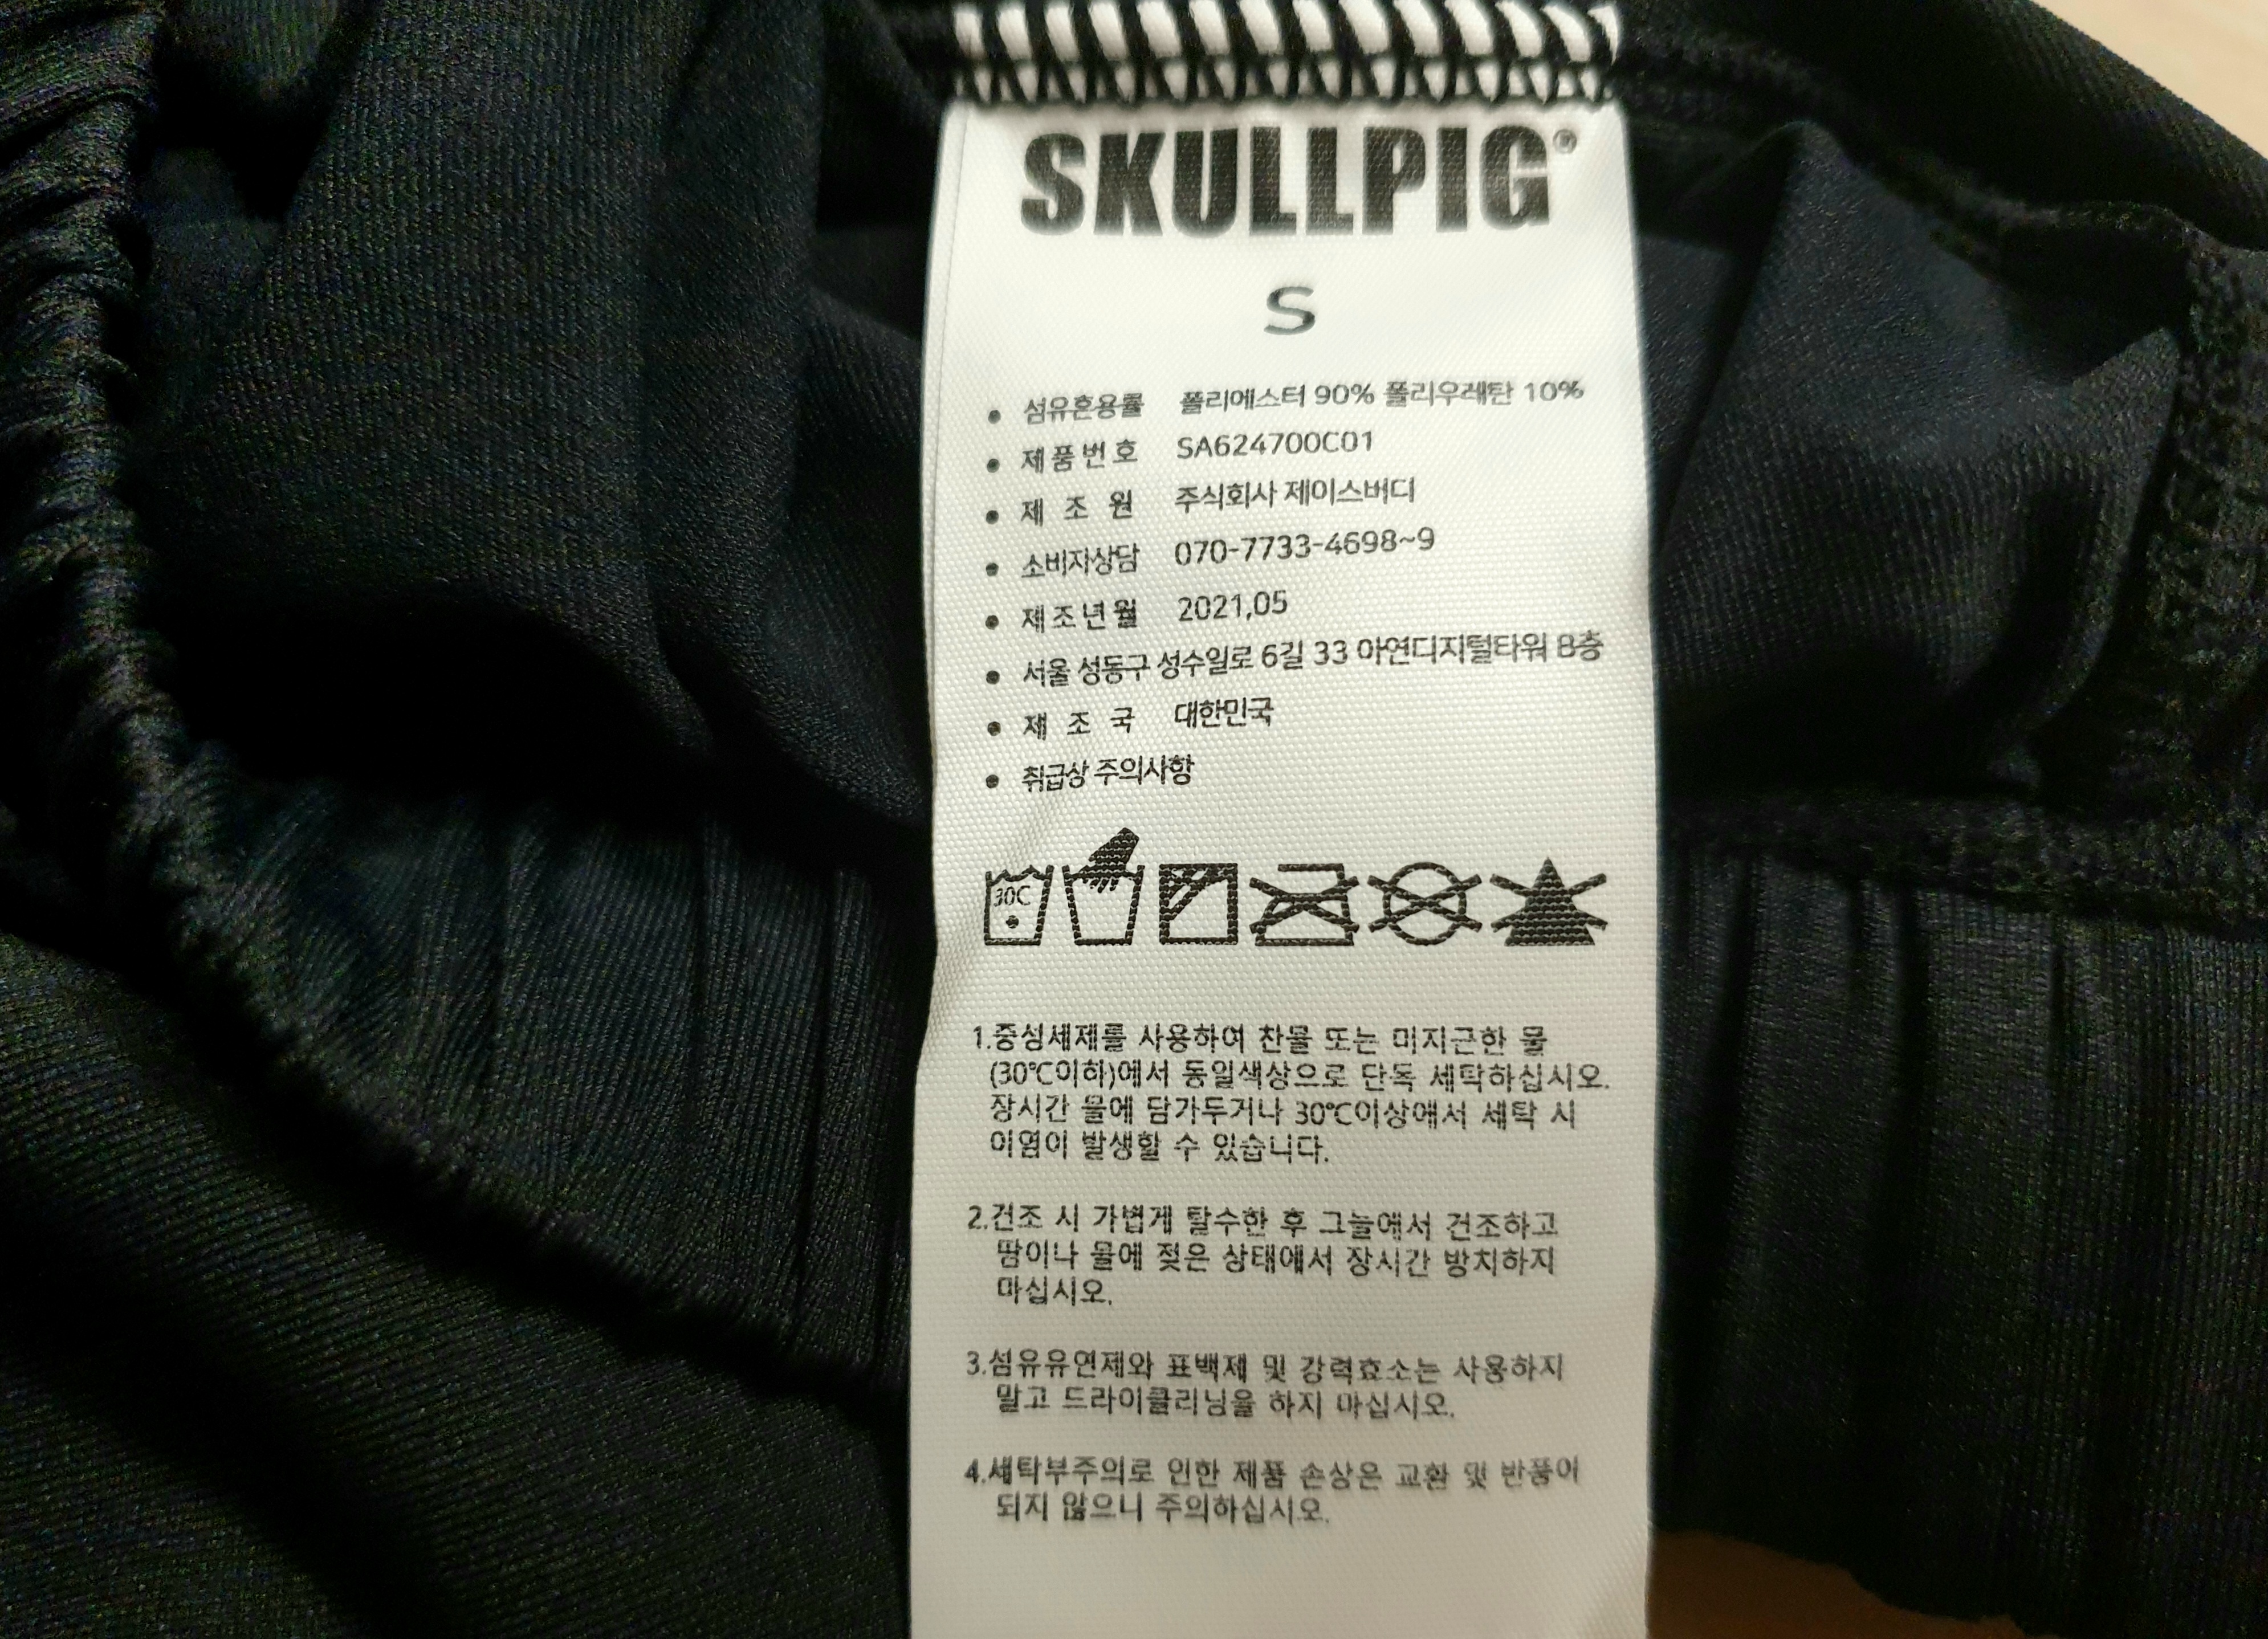 SKULLPIG®
S
• 섬유혼용률 폴리에스터 90% 폴리우레탄 10%
• 제품번호 SA624700C01
• 제조원 주식회사 제이스버디
• 소비자상담 070-7733-4698~9
• 제조년월 2021,05
• 서울 성동구 성수일로 6길 33 아연디지털타워 8층
• 제조국 대한민국
• 취급상 주의사항
30C
1.중성세제를 사용하여 찬물 또는 미지근한 물
(30℃이하)에서 동일색상으로 단독 세탁하십시오.
장시간 물에 담가두거나 30℃이상에서 세탁 시
이염이 발생할 수 있습니다.
2.건조 시 가볍게 탈수한 후 그늘에서 건조하고
땀이나 물에 젖은 상태에서 장시간 방치하지
마십시오.
3.섬유유연제와 표백제 및 강력효소는 사용하지
말고 드라이클리닝을 하지 마십시오.
4.세탁부주의로 인한 제품 손상은 교환 및 반품이
되지 않으니 주의하십시오.